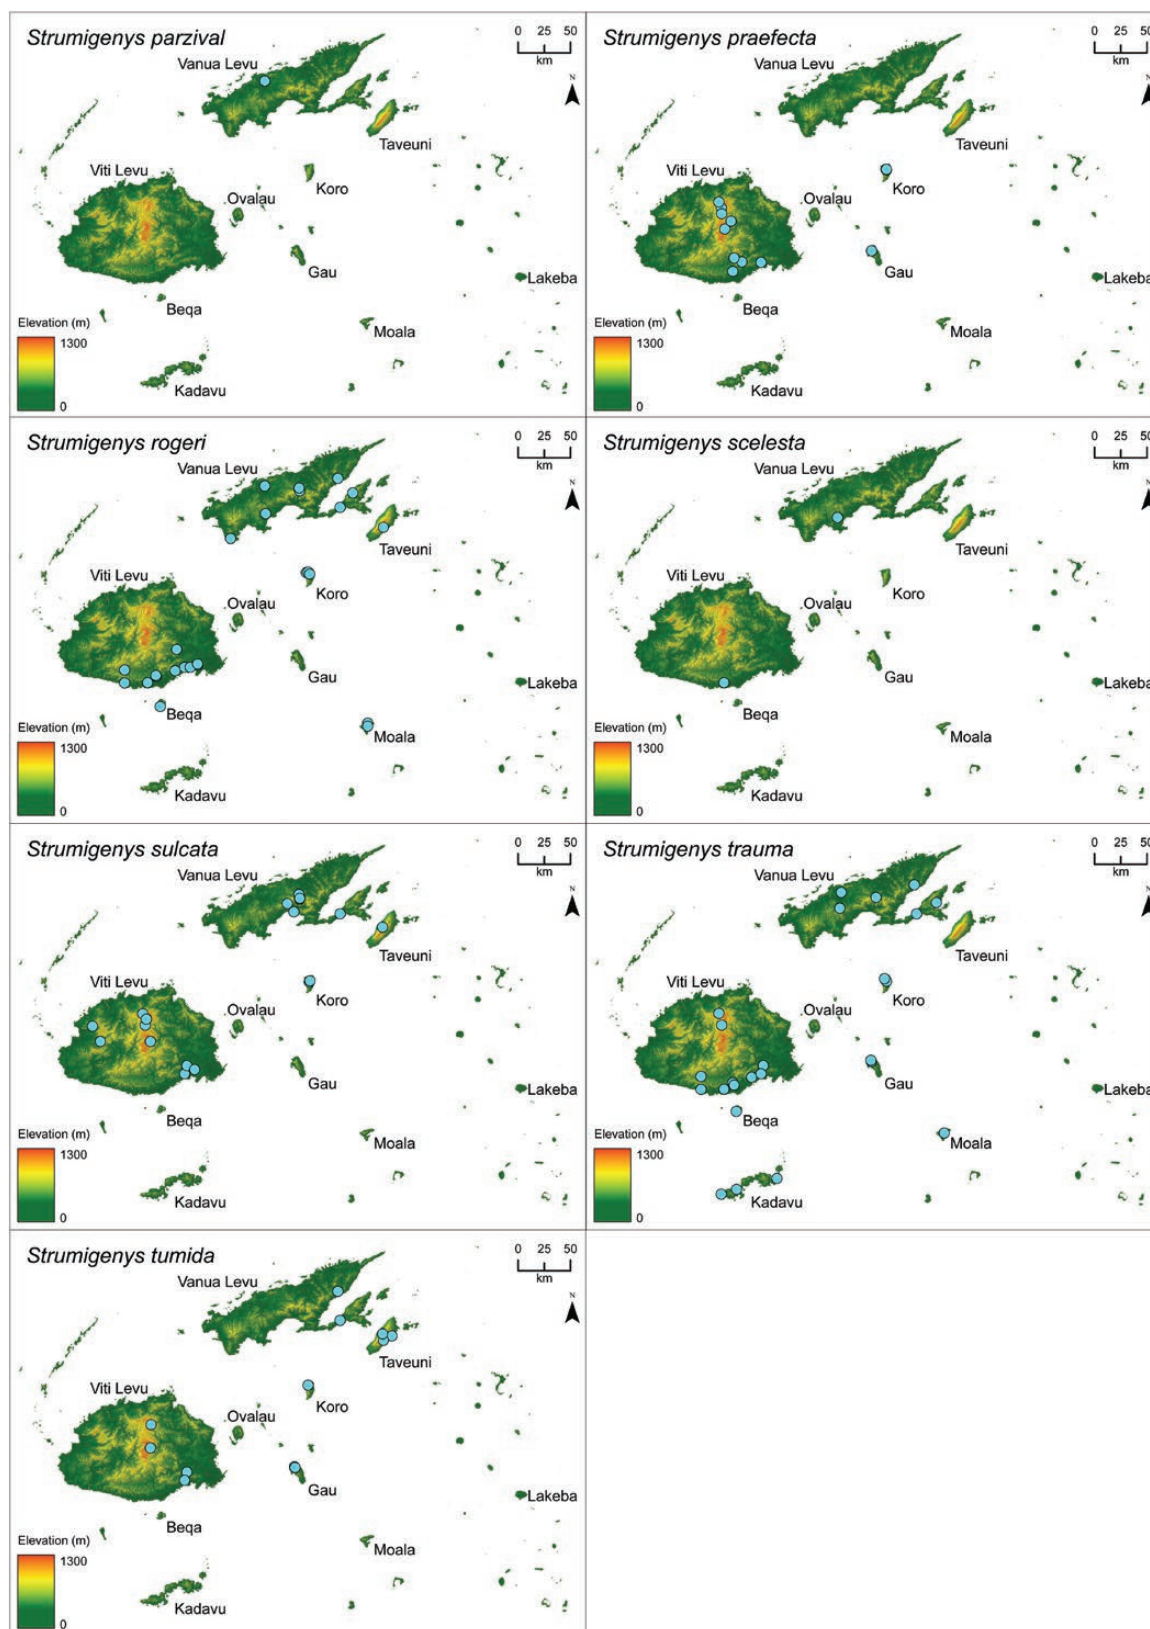 Strumigenys parzival
0 25 50
km
N
Vanua Levu
Taveuni
Viti Levu
Koro
Ovalau
Gau
Lakeba
Beqa
Moala
Elevation (m)
1300
0
Kadavu
Strumigenys praefecta
0 25 50
km
N
Vanua Levu
Taveuni
Viti Levu
Koro
Ovalau
Gau
Lakeba
Beqa
Moala
Elevation (m)
1300
0
Kadavu
Strumigenys rogeri
0 25 50
km
N
Vanua Levu
Taveuni
Viti Levu
Koro
Ovalau
Gau
Lakeba
Beqa
Moala
Elevation (m)
1300
0
Kadavu
Strumigenys scelesta
0 25 50
km
N
Vanua Levu
Taveuni
Viti Levu
Koro
Ovalau
Gau
Lakeba
Beqa
Moala
Elevation (m)
1300
0
Kadavu
Strumigenys sulcata
0 25 50
km
N
Vanua Levu
Taveuni
Viti Levu
Koro
Ovalau
Gau
Lakeba
Beqa
Moala
Elevation (m)
1300
0
Kadavu
Strumigenys trauma
0 25 50
km
N
Vanua Levu
Taveuni
Viti Levu
Koro
Ovalau
Gau
Lakeba
Beqa
Moala
Elevation (m)
1300
0
Kadavu
Strumigenys tumida
0 25 50
km
N
Vanua Levu
Taveuni
Viti Levu
Koro
Ovalau
Gau
Lakeba
Beqa
Moala
Elevation (m)
1300
0
Kadavu